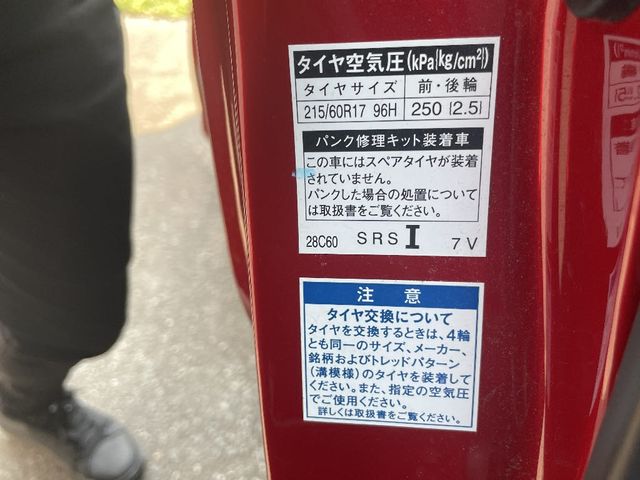 タイヤ空気圧(kPa{kg/cm²})
タイヤサイズ 前・後輪
215/60R17 96H 250{2.5}
パンク修理キット装着車
この車にはスペアタイヤが装着
されていません。
パンクした場合の処置について
は取扱書をご覧ください。
28C60 SRS I 7V
注 意
タイヤ交換について
タイヤを交換するときは、4輪
とも同一のサイズ、メーカー、
銘柄およびトレッドパターン
(溝模様)のタイヤを装着して
ください。また、指定の空気圧
でご使用ください。
詳しくは取扱書をご覧ください。